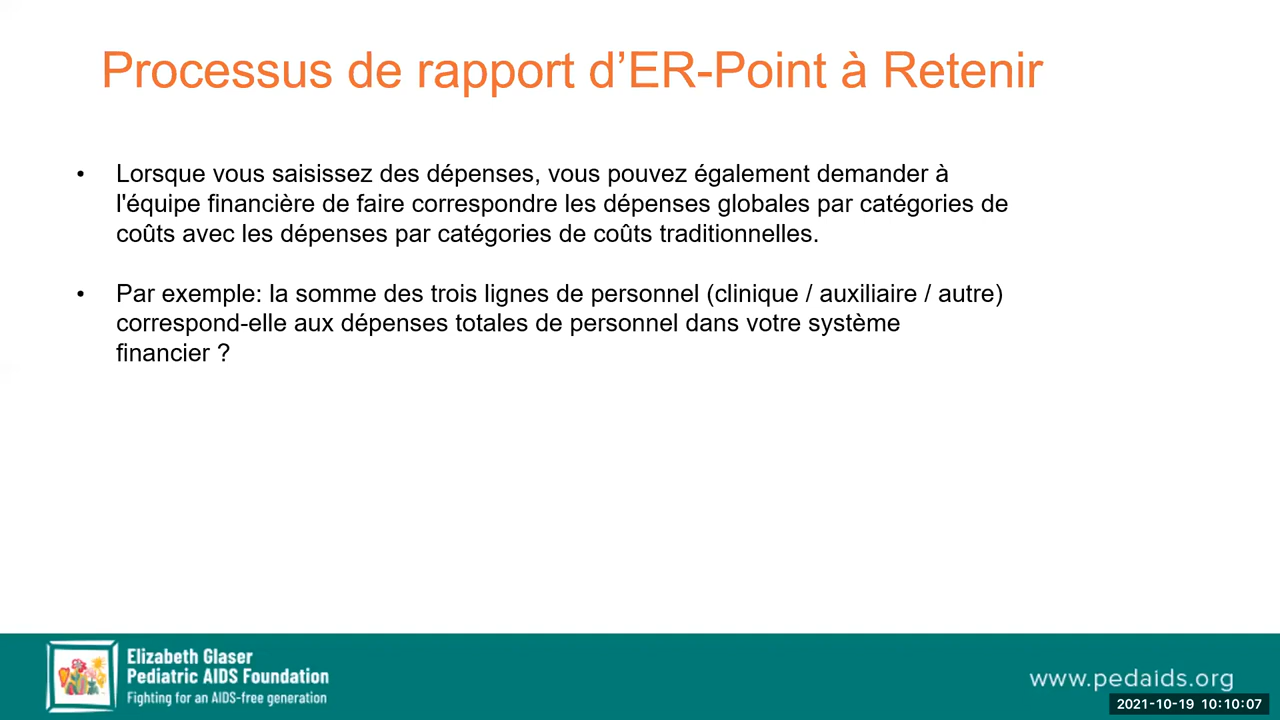 Processus de rapport d’ER-Point à Retenir
• Lorsque vous saisissez des dépenses, vous pouvez également demander à
l'équipe financière de faire correspondre les dépenses globales par catégories de
coûts avec les dépenses par catégories de coûts traditionnelles.
• Par exemple: la somme des trois lignes de personnel (clinique / auxiliaire / autre)
correspond-elle aux dépenses totales de personnel dans votre système
financier ?
Elizabeth Glaser
Pediatric AIDS Foundation
Fighting for an AIDS-free generation
www.pedaids.org
2021-10-19 10:10:07